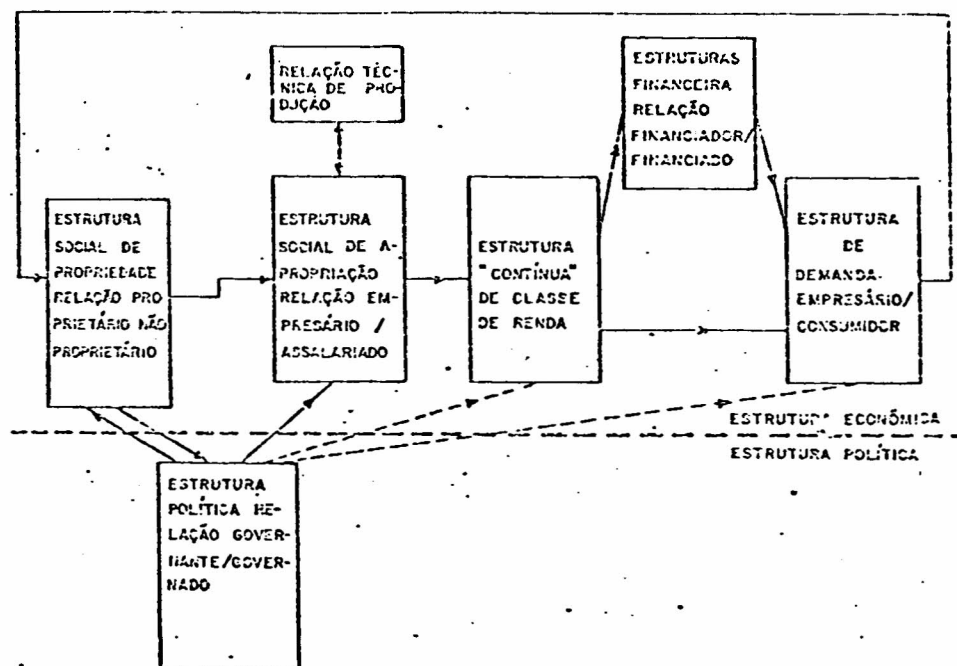 RELAÇÃO TÉC-
NICA DE PRO-
DUÇÃO
ESTRUTURAS
FINANCEIRA
RELAÇÃO
FINANCIADOR/
FINANCIADO
ESTRUTURA
SOCIAL DE
PROPRIEDADE
RELAÇÃO PRO
PRIETÁRIO NÃO
PROPRIETÁRIO
ESTRUTURA
SOCIAL DE A-
PROPRIAÇÃO
RELAÇÃO EM-
PRESÁRIO /
ASSALARIADO
ESTRUTURA
"CONTÍNUA"
DE CLASSE
DE RENDA
ESTRUTURA
DE
DEMANDA-
EMPRESÁRIO/
CONSUMIDOR
ESTRUTURA ECONÔMICA
ESTRUTURA POLÍTICA
ESTRUTURA
POLÍTICA RE-
LAÇÃO GOVER-
NANTE/GOVER-
NADO